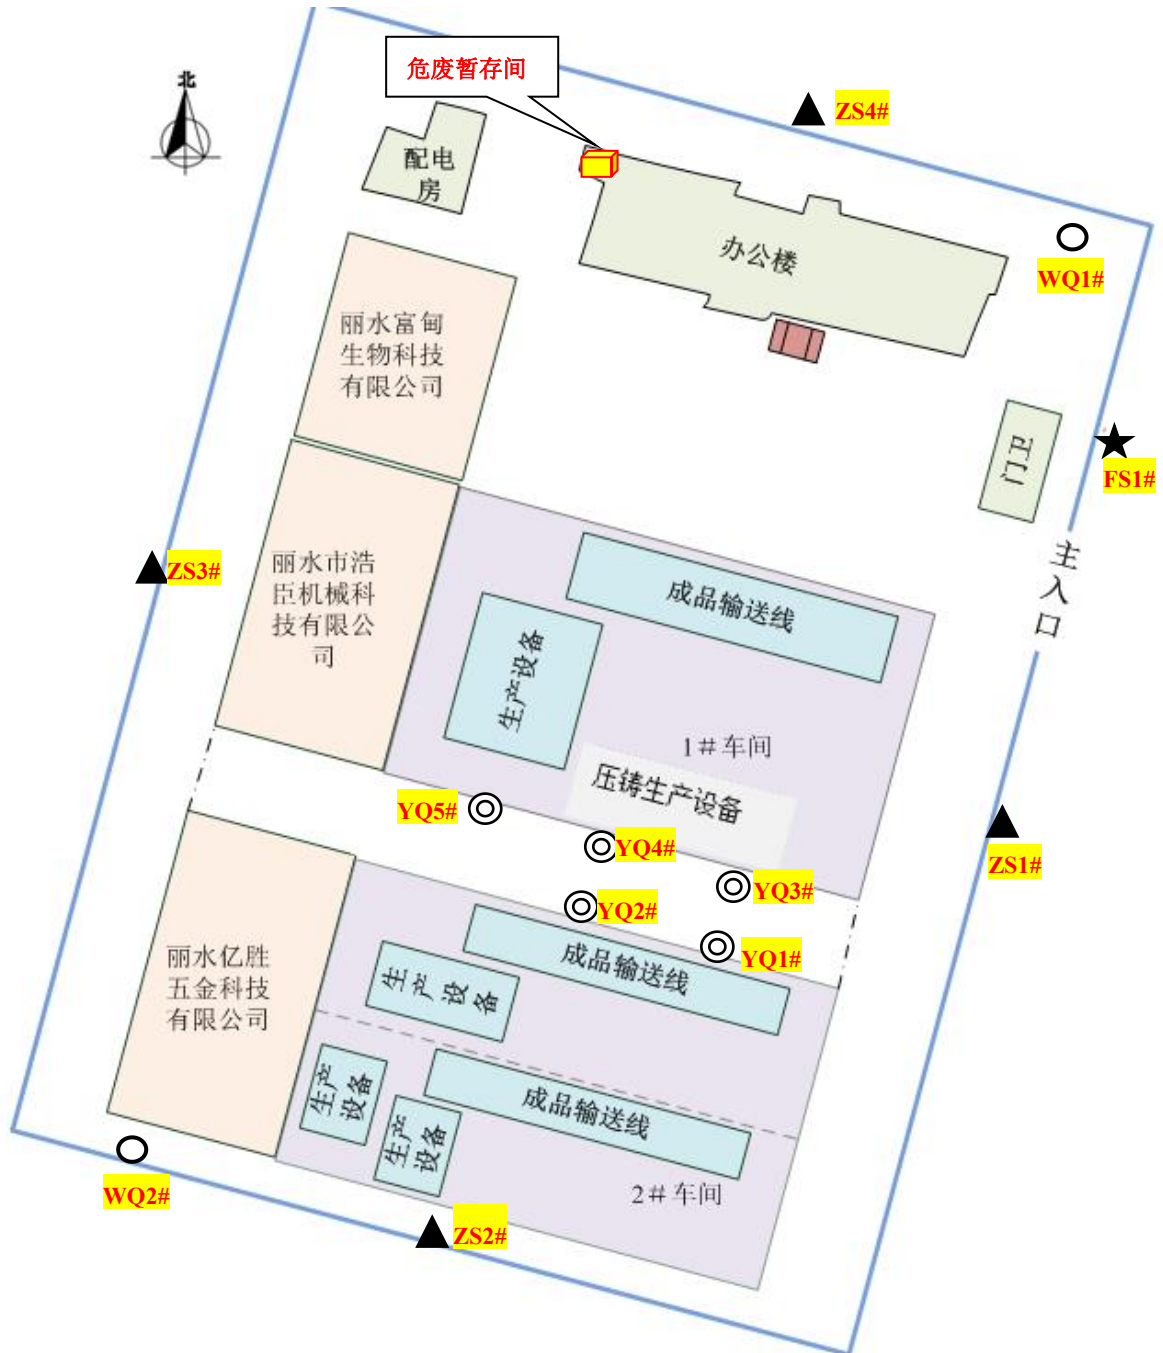 北
危废暂存间
ZS4#
配电
房
办公楼
WQ1#
丽水富甸
生物科技
有限公司
门卫
FS1#
主入口
ZS3#
丽水市浩
臣机械科
技有限公
司
成品输送线
生产设备
1#车间
压铸生产设备
YQ5#
YQ4#
ZS1#
YQ3#
YQ2#
YQ1#
丽水亿胜
五金科技
有限公司
成品输送线
生产设备
生产
设备
成品输送线
生产
设备
2#车间
WQ2#
ZS2#